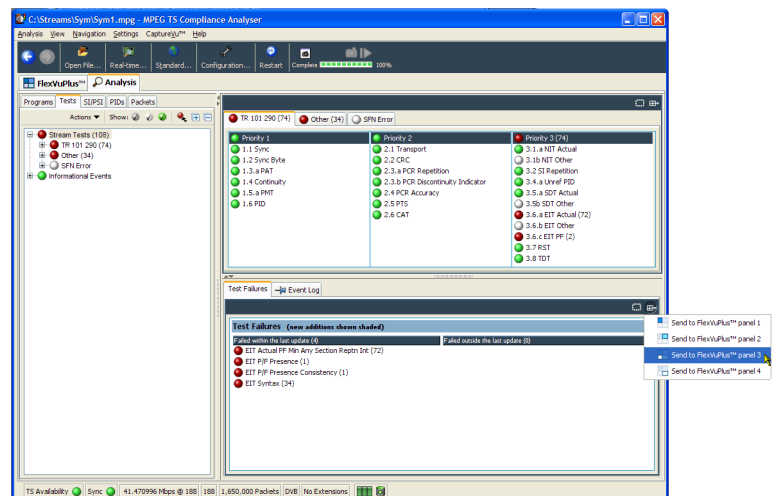 C:\Streams\Sym\Sym1.mpg - MPEG TS Compliance Analyser
Analysis View Navigation Settings CaptureVu™ Help
Open File... Real-time... Standard... Configuration... Restart Complete 100%
FlexVuPlus™ Analysis
Programs Tests SI/PSI PIDs Packets
Actions Show:
Stream Tests (108)
TR 101 290 (74)
Other (34)
SFN Error
Informational Events
TR 101 290 (74) Other (34) SFN Error
Priority 1
1.1 Sync
1.2 Sync Byte
1.3.a PAT
1.4 Continuity
1.5.a PMT
1.6 PID
Priority 2
2.1 Transport
2.2 CRC
2.3.a PCR Repetition
2.3.b PCR Discontinuity Indicator
2.4 PCR Accuracy
2.5 PTS
2.6 CAT
Priority 3 (74)
3.1.a NIT Actual
3.1b NIT Other
3.2 SI Repetition
3.4.a Unref PID
3.5.a SDT Actual
3.5b SDT Other
3.6.a EIT Actual (72)
3.6.b EIT Other
3.6.c EIT PF (2)
3.7 RST
3.8 TDT
Test Failures Event Log
Test Failures (new additions shown shaded)
Failed within the last update (4) Failed outside the last update (0)
EIT Actual PF Min Any Section Reptn Int (72)
EIT P/F Presence (1)
EIT P/F Presence Consistency (1)
EIT Syntax (34)
Send to FlexVuPlus™ panel 1
Send to FlexVuPlus™ panel 2
Send to FlexVuPlus™ panel 3
Send to FlexVuPlus™ panel 4
TS Availability Sync 41.470996 Mbps @ 188 188 1,650,000 Packets DVB No Extensions